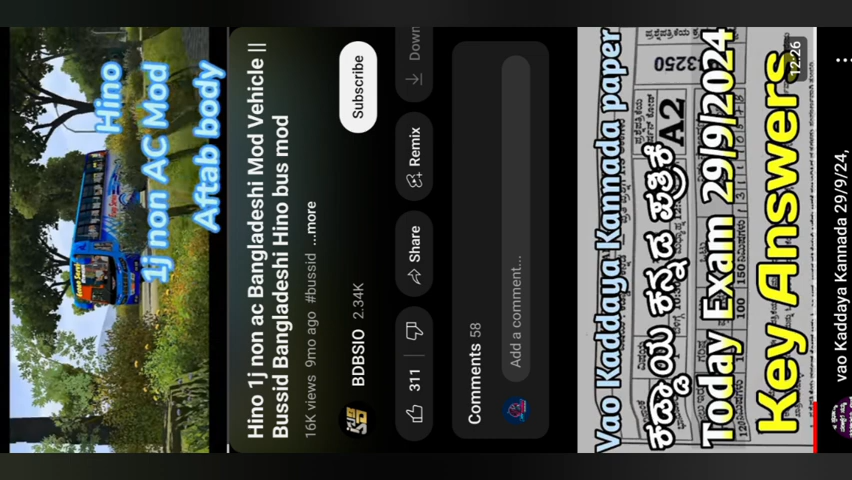 Hino
1j non AC Mod
Aftab body
Hino 1j non ac Bangladeshi Mod Vehicle ||
Bussid Bangladeshi Hino bus mod
16K views 9mo ago #bussid ...more
BDBSIO 2.34K
Subscribe
311
Share
Remix
Down
Comments 58
Add a comment...
Vao Kaddaya Kannada paper
ಕಡ್ಡಾಯ ಕನ್ನಡ ಪತ್ರಿಕೆ
A2
Today Exam 29/9/2024
Key Answers
12:26
vao Kaddaya Kannada 29/9/24,